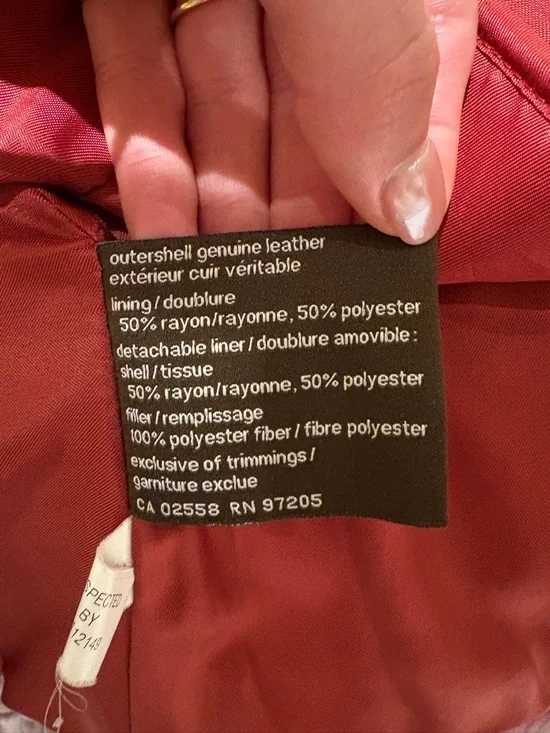 outershell genuine leather
extérieur cuir véritable
lining / doublure
50% rayon/rayonne, 50% polyester
detachable liner / doublure amovible :
shell / tissue
50% rayon/rayonne, 50% polyester
filler / remplissage
100% polyester fiber / fibre polyester
exclusive of trimmings /
garniture exclue
CA 02558 RN 97205
SPECTED
BY
12149